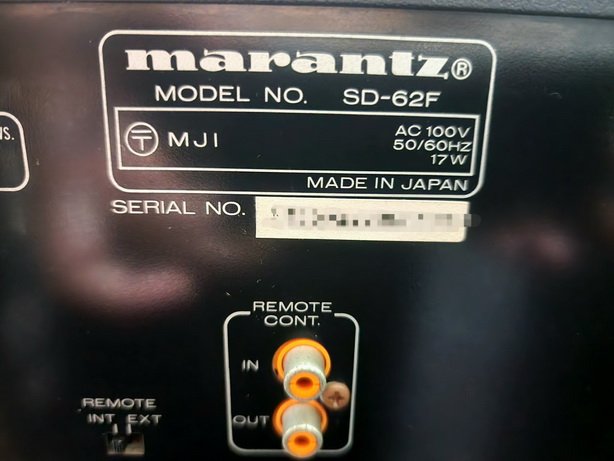 NS.
marantz®
MODEL NO. SD-62F
〒 MJI
AC 100V
50/60HZ
17W
MADE IN JAPAN
SERIAL NO.
REMOTE
CONT.
IN
OUT
REMOTE
INT EXT